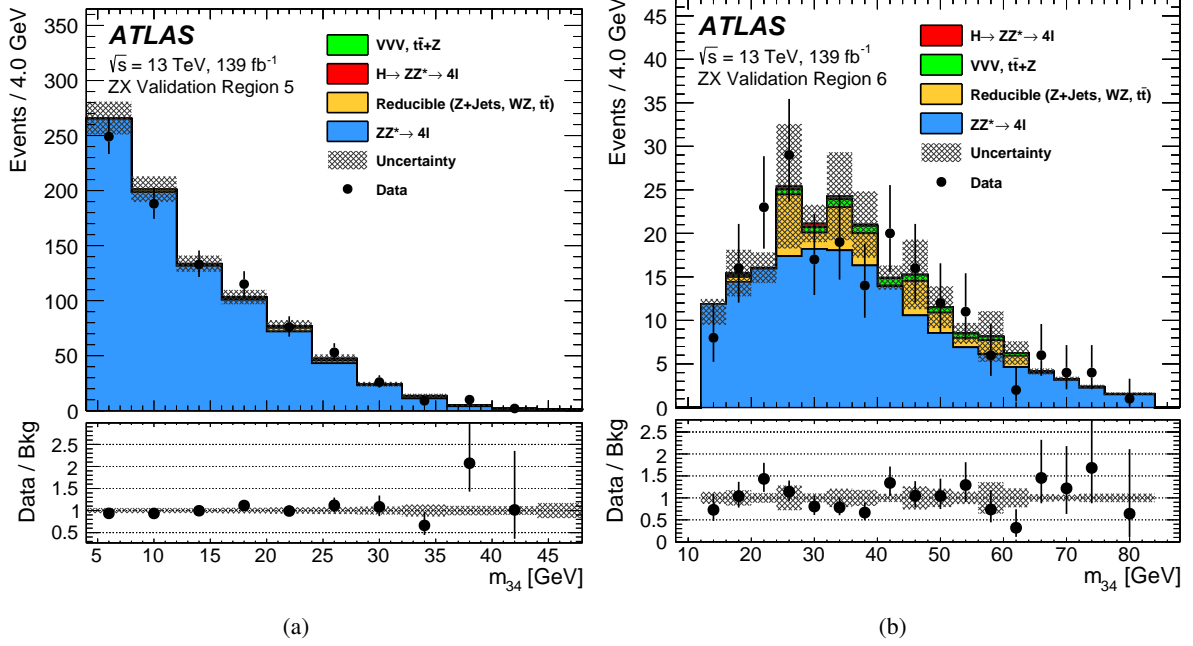 Events / 4.0 GeV
350
300
250
200
150
100
50
0
ATLAS
√s = 13 TeV, 139 fb⁻¹
ZX Validation Region 5
VVV, tt̄+Z
H→ ZZ*→ 4l
Reducible (Z+Jets, WZ, tt̄)
ZZ*→ 4l
Uncertainty
Data
Data / Bkg
2.5
2
1.5
1
0.5
5 10 15 20 25 30 35 40 45
m₃₄ [GeV]
(a)
Events / 4.0 GeV
45
40
35
30
25
20
15
10
5
0
ATLAS
√s = 13 TeV, 139 fb⁻¹
ZX Validation Region 6
H→ ZZ*→ 4l
VVV, tt̄+Z
Reducible (Z+Jets, WZ, tt̄)
ZZ*→ 4l
Uncertainty
Data
Data / Bkg
2.5
2
1.5
1
0.5
0
10 20 30 40 50 60 70 80
m₃₄ [GeV]
(b)